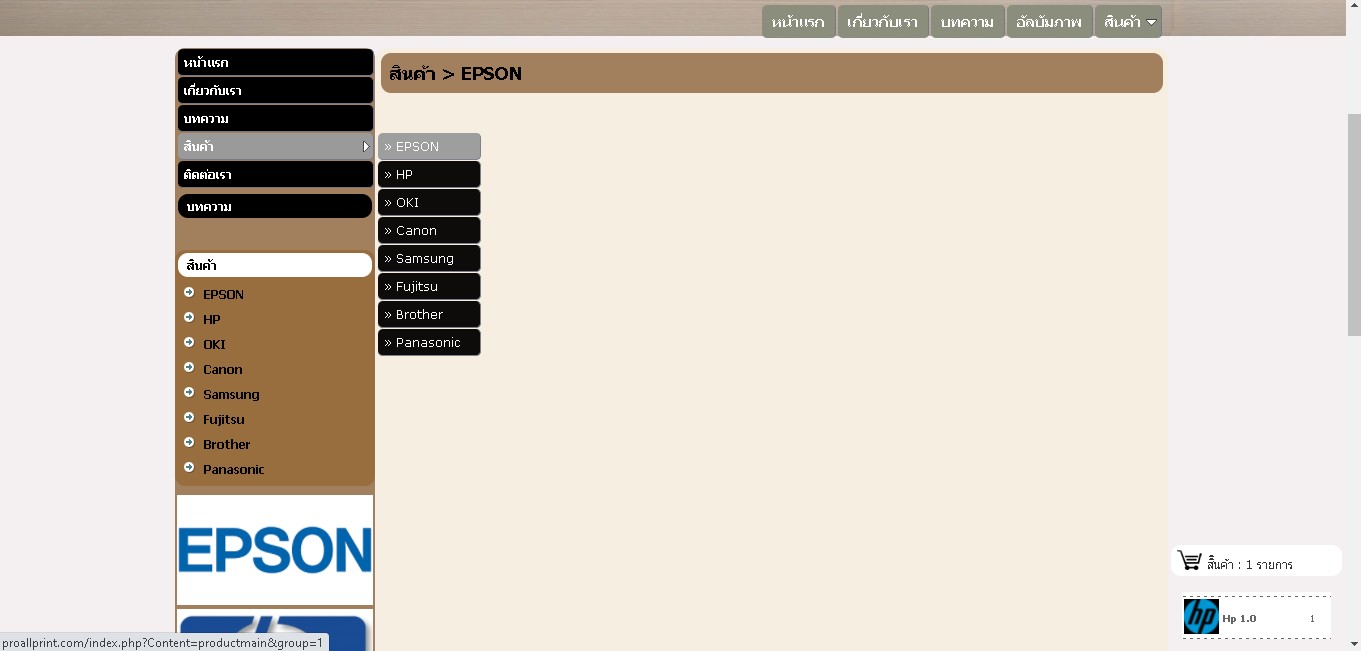 หน้าแรก
เกี่ยวกับเรา
บทความ
อัลบัมภาพ
สินค้า
หน้าแรก
เกี่ยวกับเรา
บทความ
สินค้า
ติดต่อเรา
บทความ
สินค้า
EPSON
HP
OKI
Canon
Samsung
Fujitsu
Brother
Panasonic
EPSON
hp
สินค้า > EPSON
» EPSON
» HP
» OKI
» Canon
» Samsung
» Fujitsu
» Brother
» Panasonic
สินค้า : 1 รายการ
hp Hp 1.0 1
proallprint.com/index.php?Content=productmain&group=1